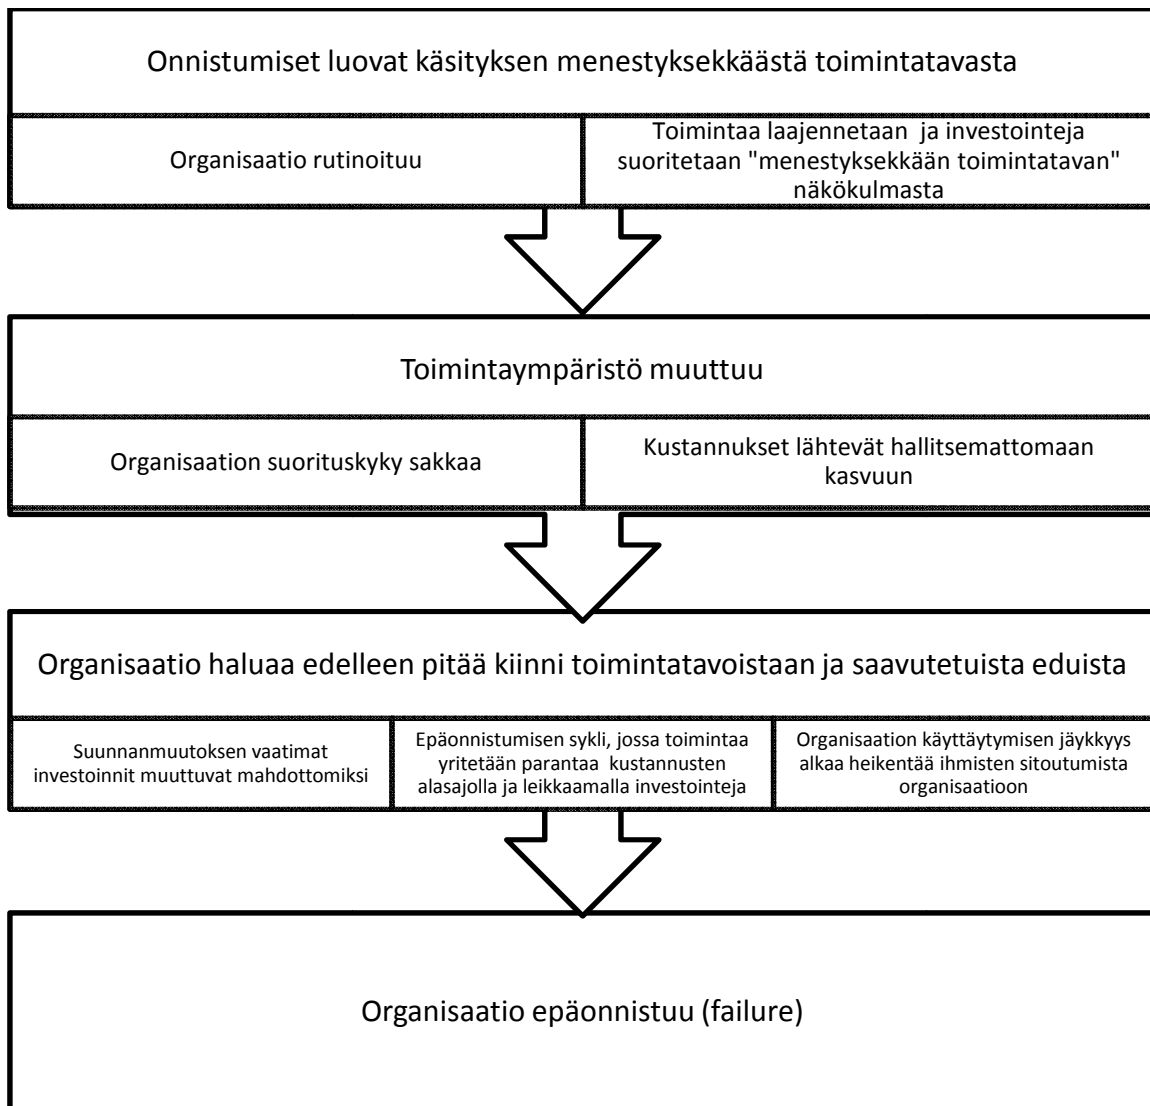 Onnistumiset luovat käsityksen menestyksekkäästä toimintatavasta
Organisaatio rutinoituu
Toimintaa laajennetaan ja investointeja
suoritetaan "menestyksekkään toimintatavan"
näkökulmasta
Toimintaympäristö muuttuu
Organisaation suorituskyky sakkaa
Kustannukset lähtevät hallitsemattomaan
kasvuun
Organisaatio haluaa edelleen pitää kiinni toimintatavoistaan ja saavutetuista eduista
Suunnanmuutoksen vaatimat
investoinnit muuttuvat mahdottomiksi
Epäonnistumisen sykli, jossa toimintaa
yritetään parantaa kustannusten
alasajolla ja leikkaamalla investointeja
Organisaation käyttäytymisen jäykkyys
alkaa heikentää ihmisten sitoutumista
organisaatioon
Organisaatio epäonnistuu (failure)